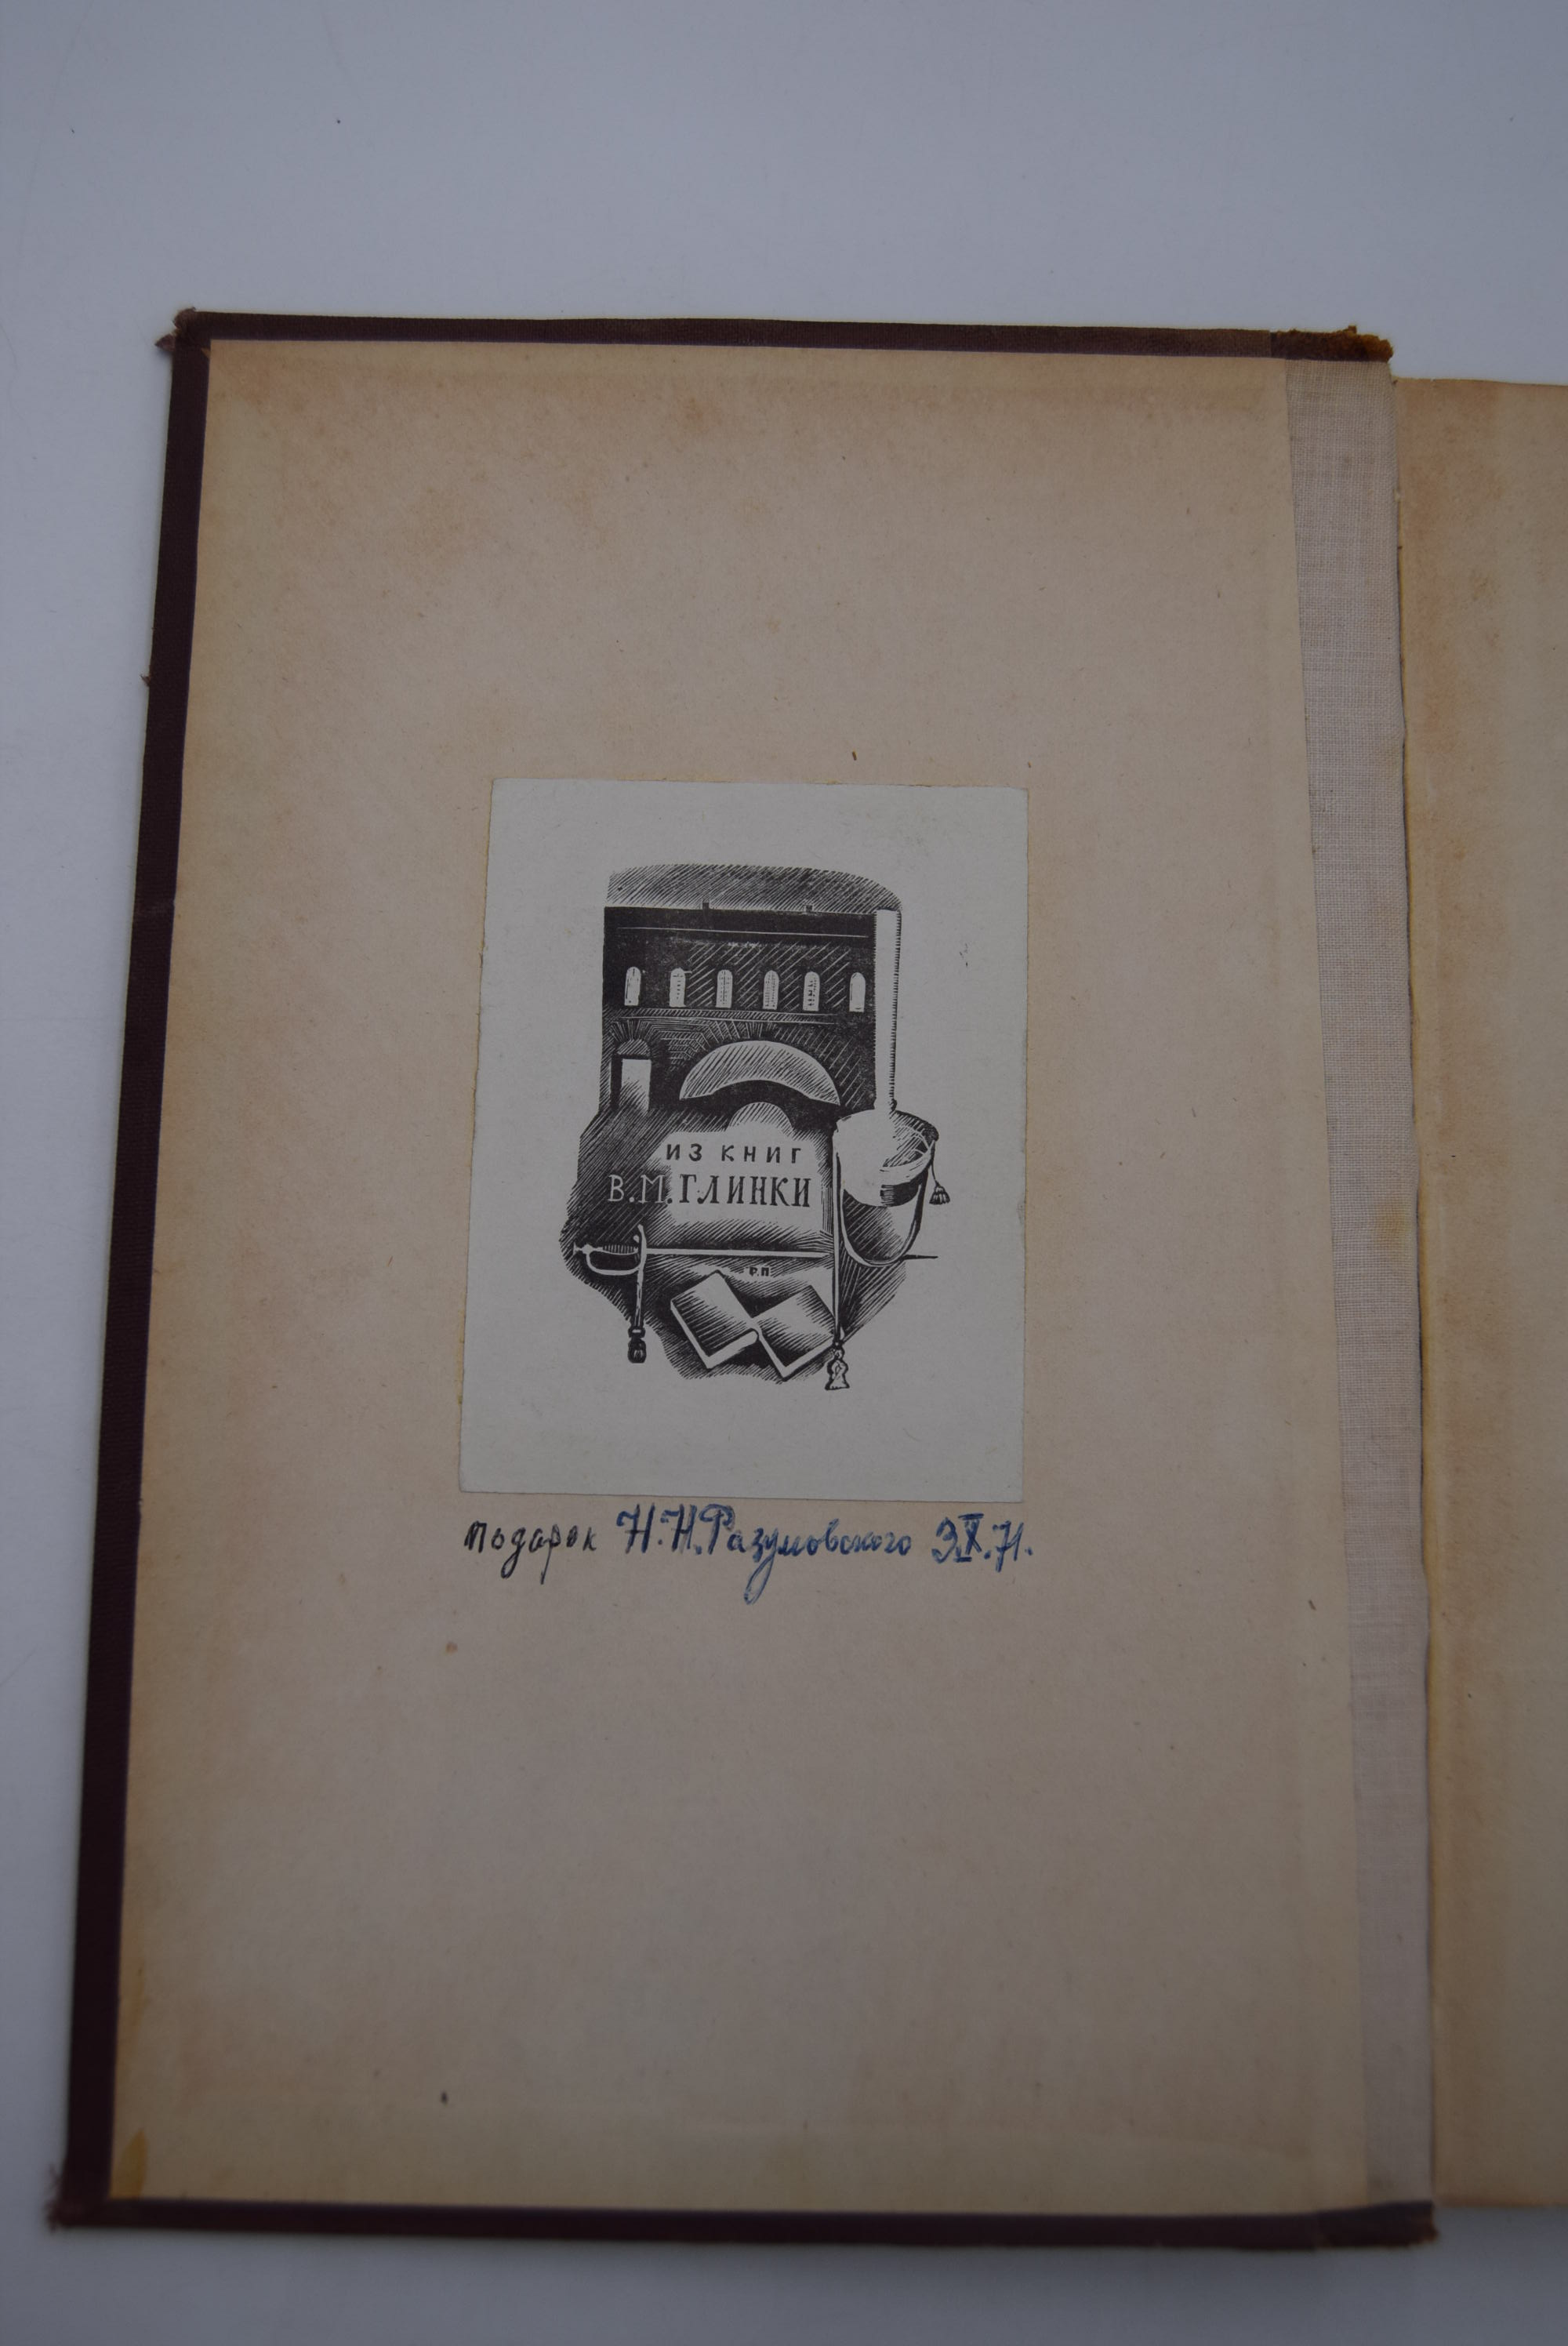 ИЗ КНИГ
В.М.ГЛИНКИ
Р.П.
подарок Н.Н.Разумовского 3.X.71.